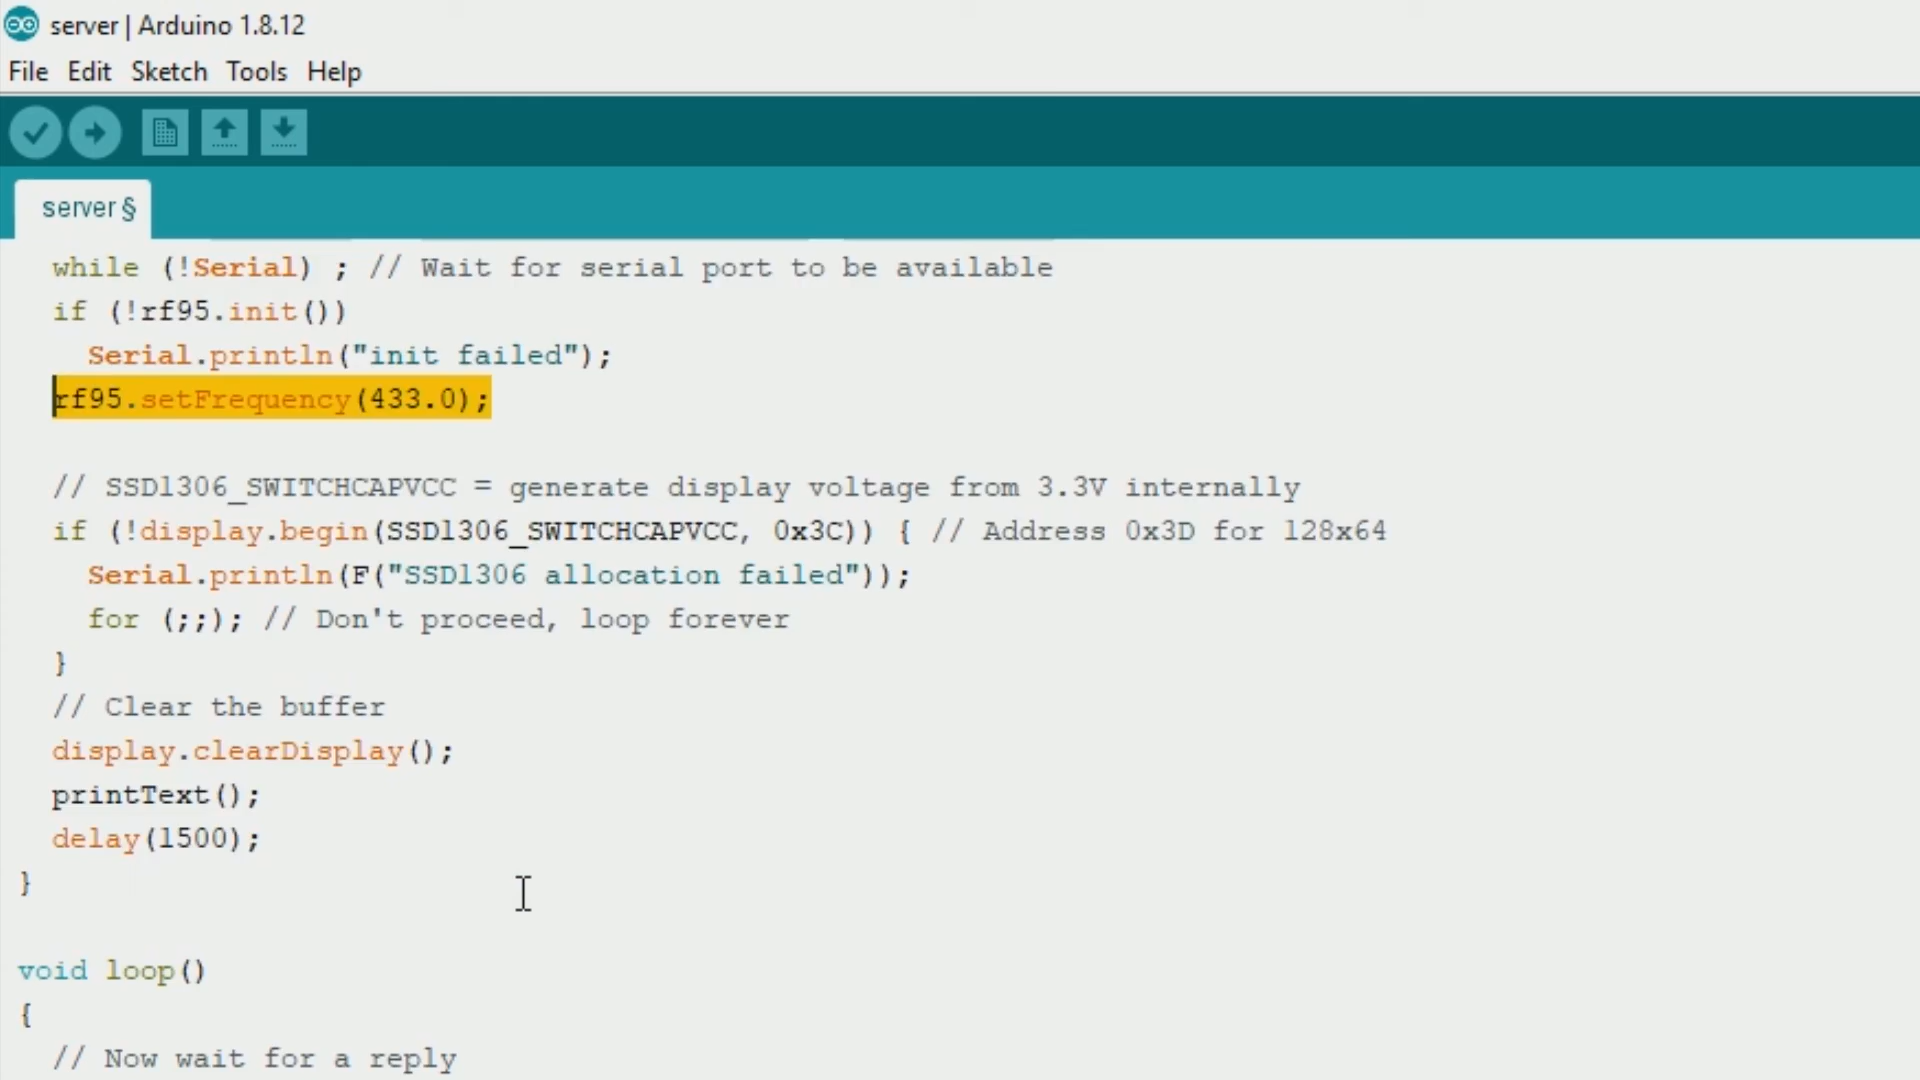 server | Arduino 1.8.12
File Edit Sketch Tools Help
server §
while (!Serial) ; // Wait for serial port to be available
if (!rf95.init())
Serial.println("init failed");
rf95.setFrequency(433.0);
// SSD1306_SWITCHCAPVCC = generate display voltage from 3.3V internally
if (!display.begin(SSD1306_SWITCHCAPVCC, 0x3C)) { // Address 0x3D for 128x64
Serial.println(F("SSD1306 allocation failed"));
for (;;); // Don't proceed, loop forever
}
// Clear the buffer
display.clearDisplay();
printText();
delay(1500);
}
void loop()
{
// Now wait for a reply